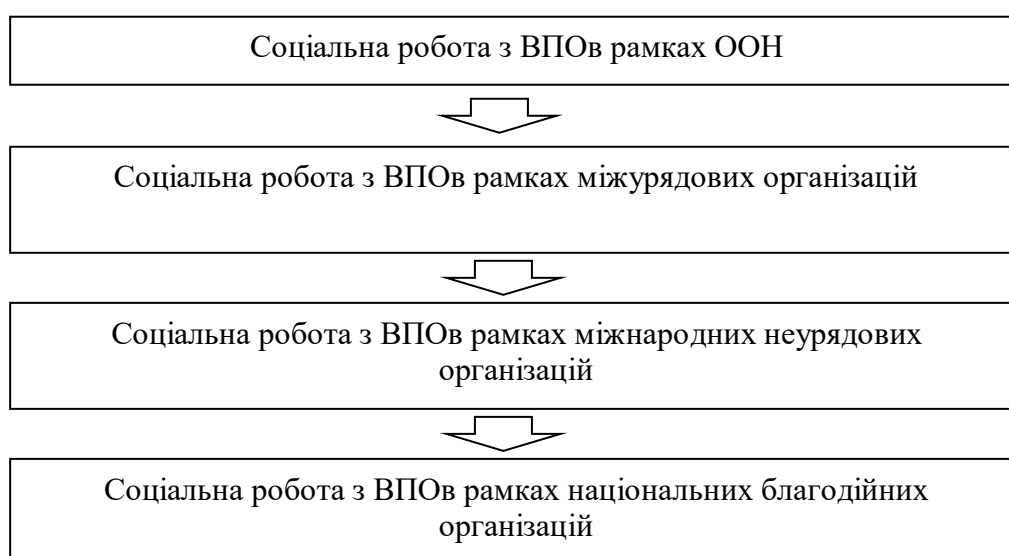 Соціальна робота з ВПОв рамках ООН
Соціальна робота з ВПОв рамках міжурядових організацій
Соціальна робота з ВПОв рамках міжнародних неурядових
організацій
Соціальна робота з ВПОв рамках національних благодійних
організацій